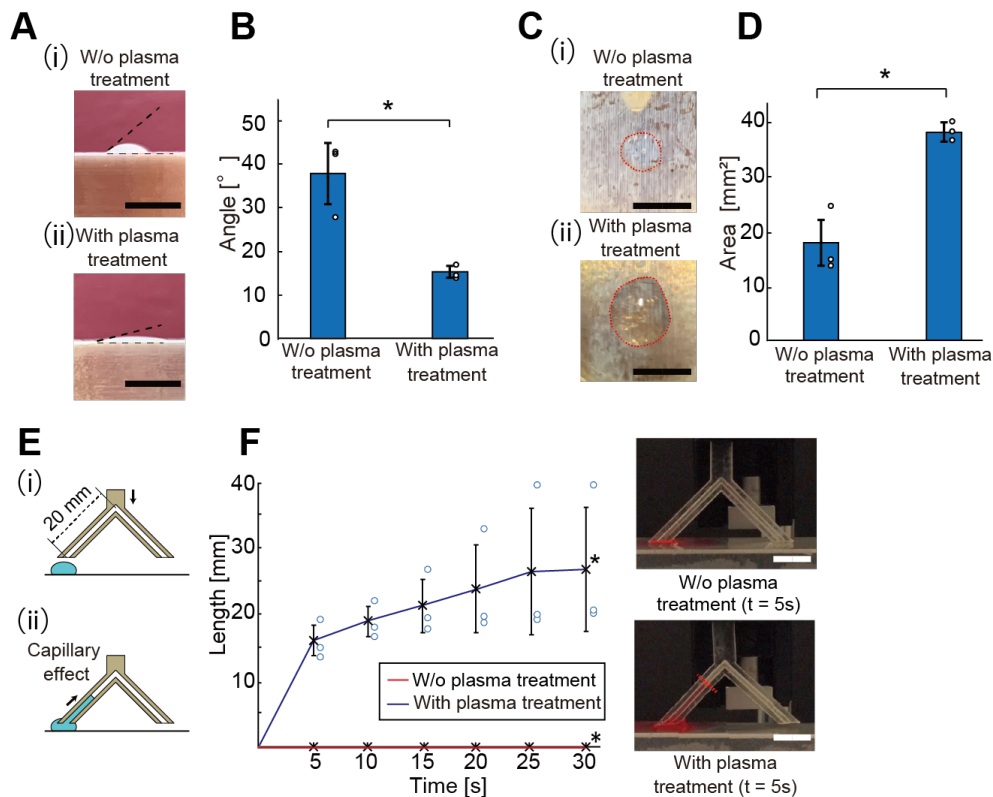 A
(i)
W/o plasma
treatment
(ii)
With plasma
treatment
B
50
40
30
20
10
0
Angle [°]
*
W/o plasma
treatment
With plasma
treatment
C
(i)
W/o plasma
treatment
(ii)
With plasma
treatment
D
40
30
20
10
0
Area [mm²]
*
W/o plasma
treatment
With plasma
treatment
E
(i)
20 mm
(ii)
Capillary
effect
F
40
30
20
10
Length [mm]
*
W/o plasma treatment
With plasma treatment
*
5
10
15
20
25
30
Time [s]
W/o plasma
treatment (t = 5s)
With plasma
treatment (t = 5s)